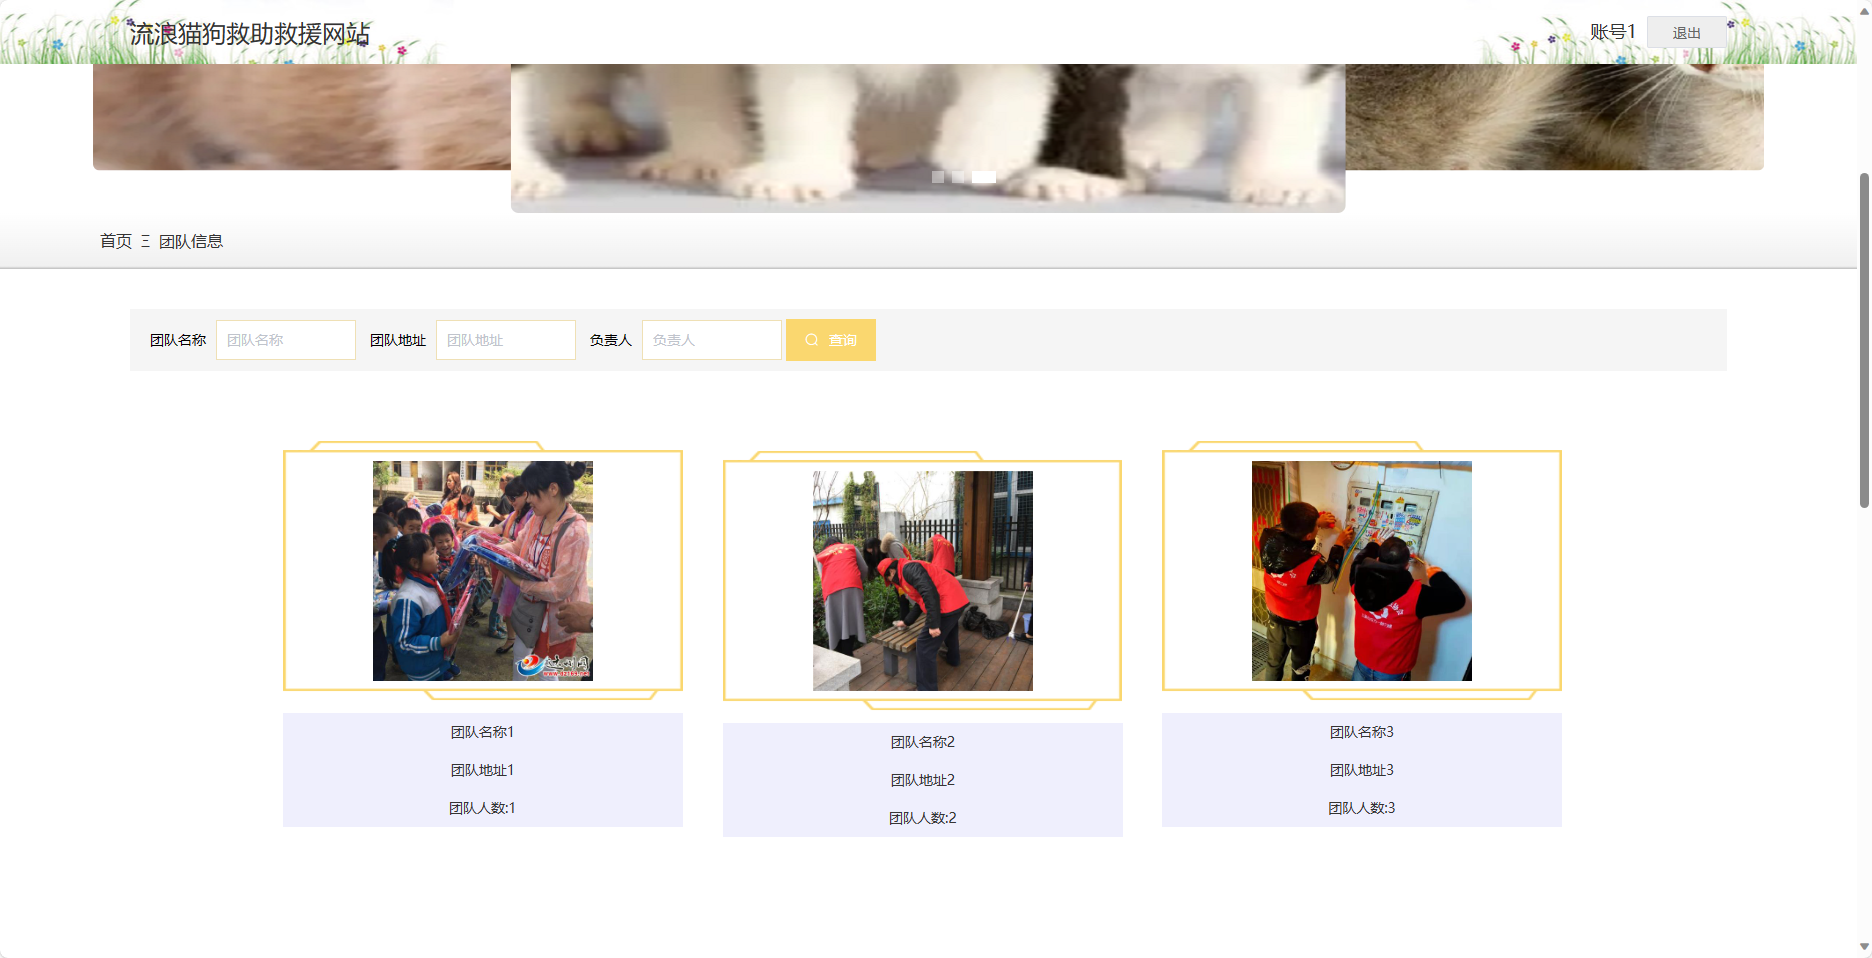 流浪猫狗救助救援网站
账号1 退出
首页 Ξ 团队信息
团队名称 团队名称 团队地址 团队地址 负责人 负责人 查询
团队名称1
团队地址1
团队人数:1
团队名称2
团队地址2
团队人数:2
团队名称3
团队地址3
团队人数:3